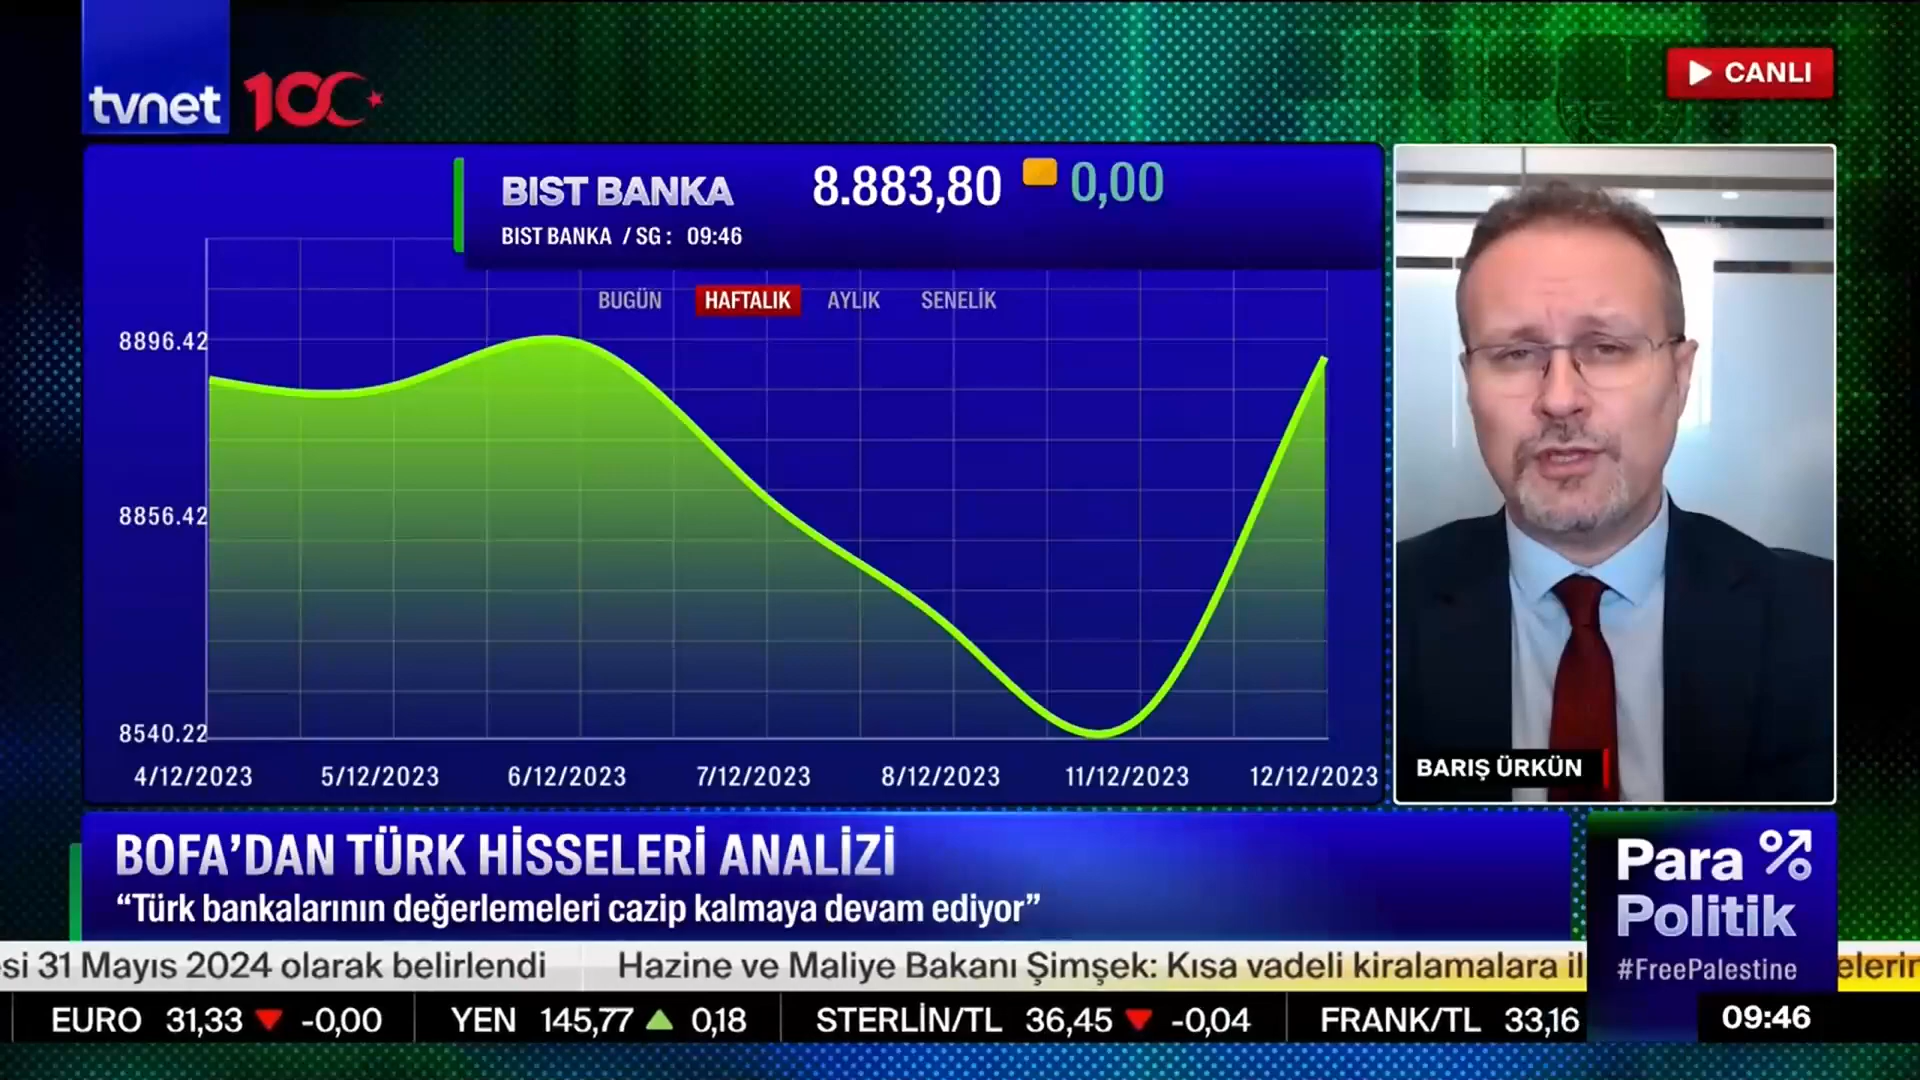 tvnet
100
CANLI
BIST BANKA 8.883,80 0,00
BIST BANKA / SG : 09:46
BUGÜN HAFTALIK AYLIK SENELİK
8896.42
8856.42
8540.22
4/12/2023 5/12/2023 6/12/2023 7/12/2023 8/12/2023 11/12/2023 12/12/2023
BARIŞ ÜRKÜN
BOFA’DAN TÜRK HİSSELERİ ANALİZİ
“Türk bankalarının değerlemeleri cazip kalmaya devam ediyor”
Para
Politik
#FreePalestine
si 31 Mayıs 2024 olarak belirlendi Hazine ve Maliye Bakanı Şimşek: Kısa vadeli kiralamalara il elerin
EURO 31,33 -0,00 YEN 145,77 0,18 STERLİN/TL 36,45 -0,04 FRANK/TL 33,16
09:46